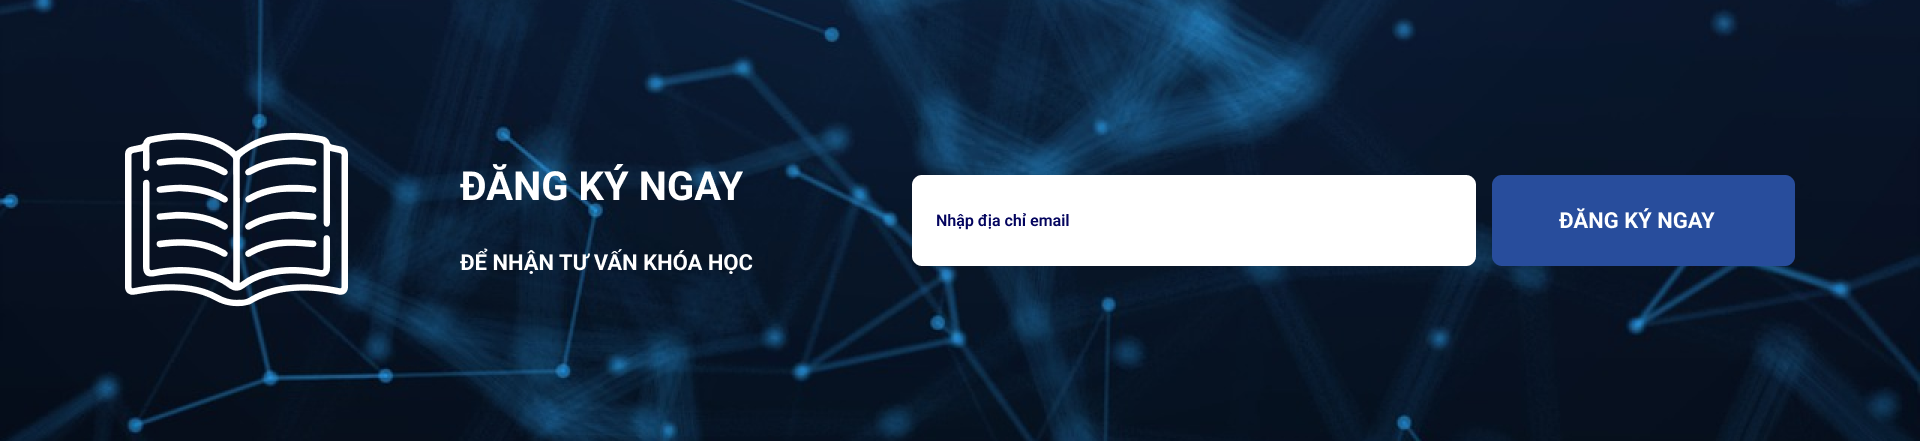 ĐĂNG KÝ NGAY
ĐỂ NHẬN TƯ VẤN KHÓA HỌC
Nhập địa chỉ email
ĐĂNG KÝ NGAY